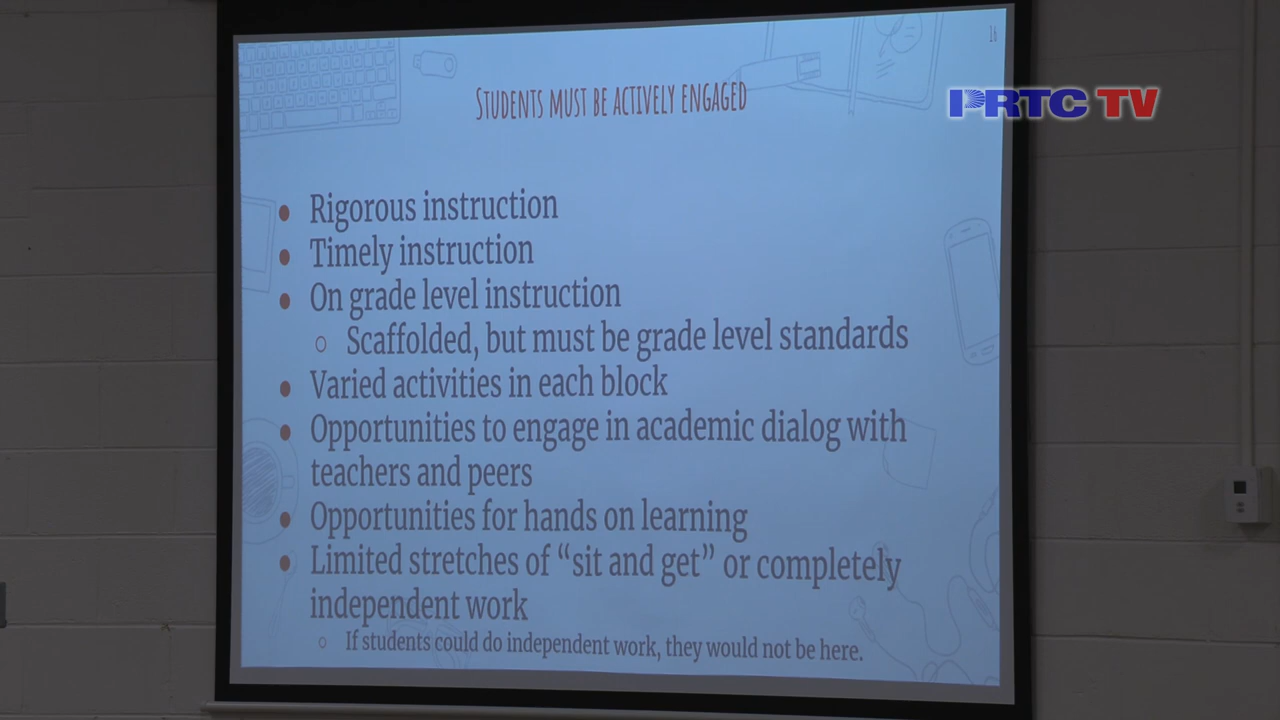 16
STUDENTS MUST BE ACTIVELY ENGAGED
PRTC TV
● Rigorous instruction
● Timely instruction
● On grade level instruction
○ Scaffolded, but must be grade level standards
● Varied activities in each block
● Opportunities to engage in academic dialog with
teachers and peers
● Opportunities for hands on learning
● Limited stretches of “sit and get” or completely
independent work
○ If students could do independent work, they would not be here.